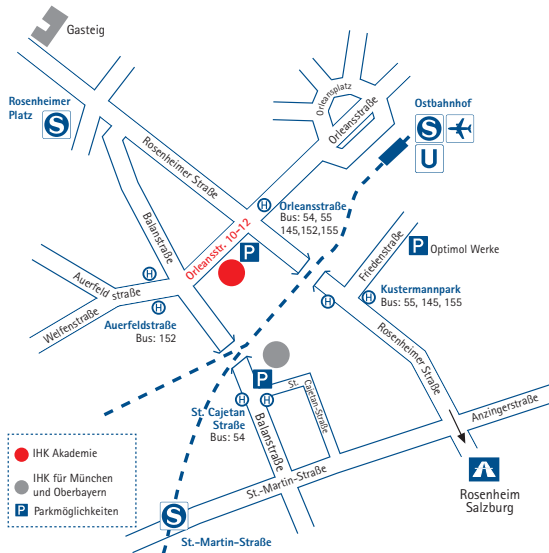 Gasteig
Rosenheimer
Platz
S
Orleansplatz
Orleansstraße
Ostbahnhof
S
U
Rosenheimer Straße
Balanstraße
H
Orleansstraße
Bus: 54, 55
145,152,155
Orleansstr. 10–12
P
P
Optimol Werke
Friedenstraße
H
Auerfeld straße
Welfenstraße
H
Auerfeldstraße
Bus: 152
H
H
Kustermannpark
Bus: 55, 145, 155
Rosenheimer Straße
P
St. Cajetan-Straße
H
H
St. Cajetan
Straße
Bus: 54
Balanstraße
Anzingerstraße
St.-Martin-Straße
Rosenheim
Salzburg
S
St.-Martin-Straße
IHK Akademie
IHK für München
und Oberbayern
P Parkmöglichkeiten